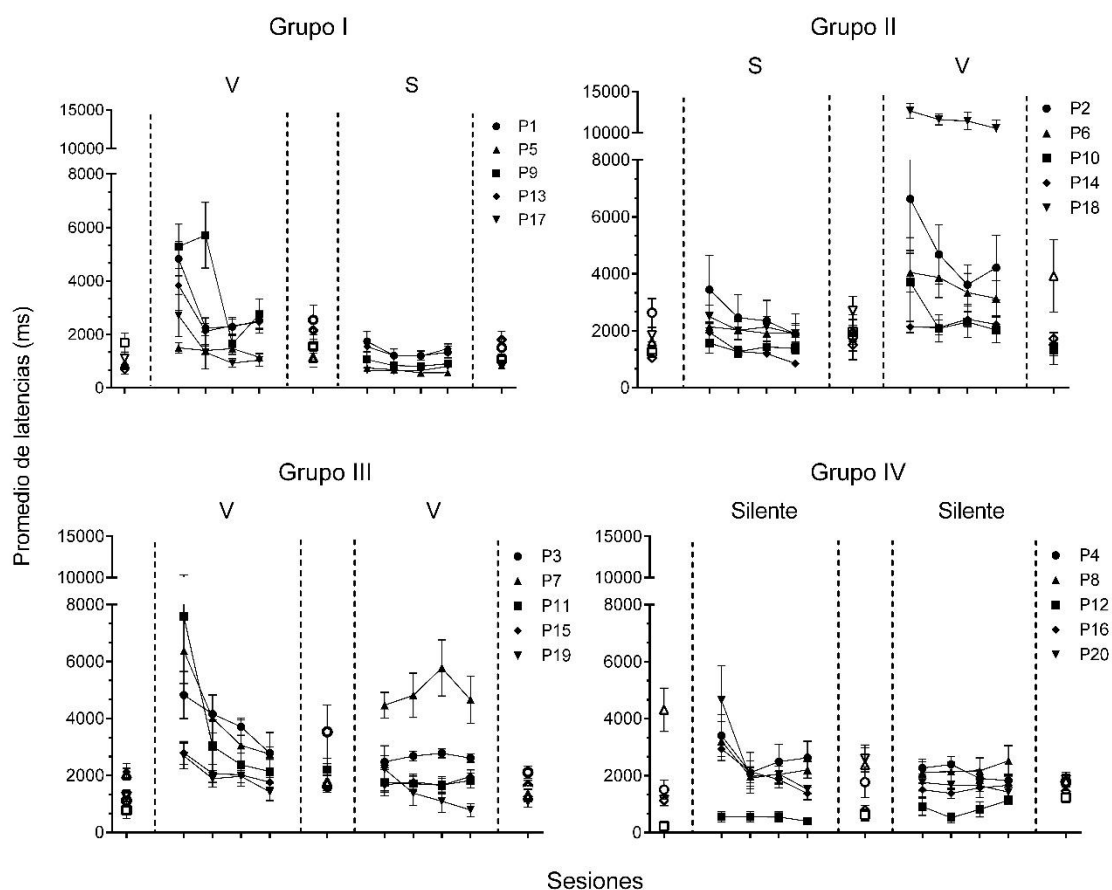 Grupo I
V
S
15000
10000
8000
6000
4000
2000
0
P1
P5
P9
P13
P17
Grupo II
S
V
15000
10000
8000
6000
4000
2000
0
P2
P6
P10
P14
P18
Promedio de latencias (ms)
Grupo III
V
V
15000
10000
8000
6000
4000
2000
0
P3
P7
P11
P15
P19
Grupo IV
Silente
Silente
15000
10000
8000
6000
4000
2000
0
P4
P8
P12
P16
P20
Sesiones